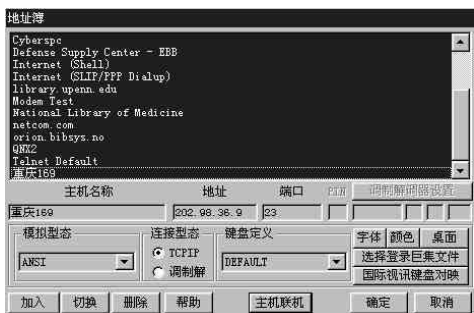 地址簿
Cyberspc
Defense Supply Center - EBB
Internet (Shell)
Internet (SLIP/PPP Dialup)
library.upenn.edu
Modem Test
National Library of Medicine
netcom.com
orion.bibsys.no
QNX2
Telnet Default
重庆169
主机名称 地址 端口 PIN 调制解调器设置
重庆169 202.98.36.9 23
模拟型态 连接型态 键盘定义 字体 颜色 桌面
ANSI TCPIP DEFAULT 选择登录巨集文件
调制解 国际视讯键盘对映
加入 切换 删除 帮助 主机联机 确定 取消